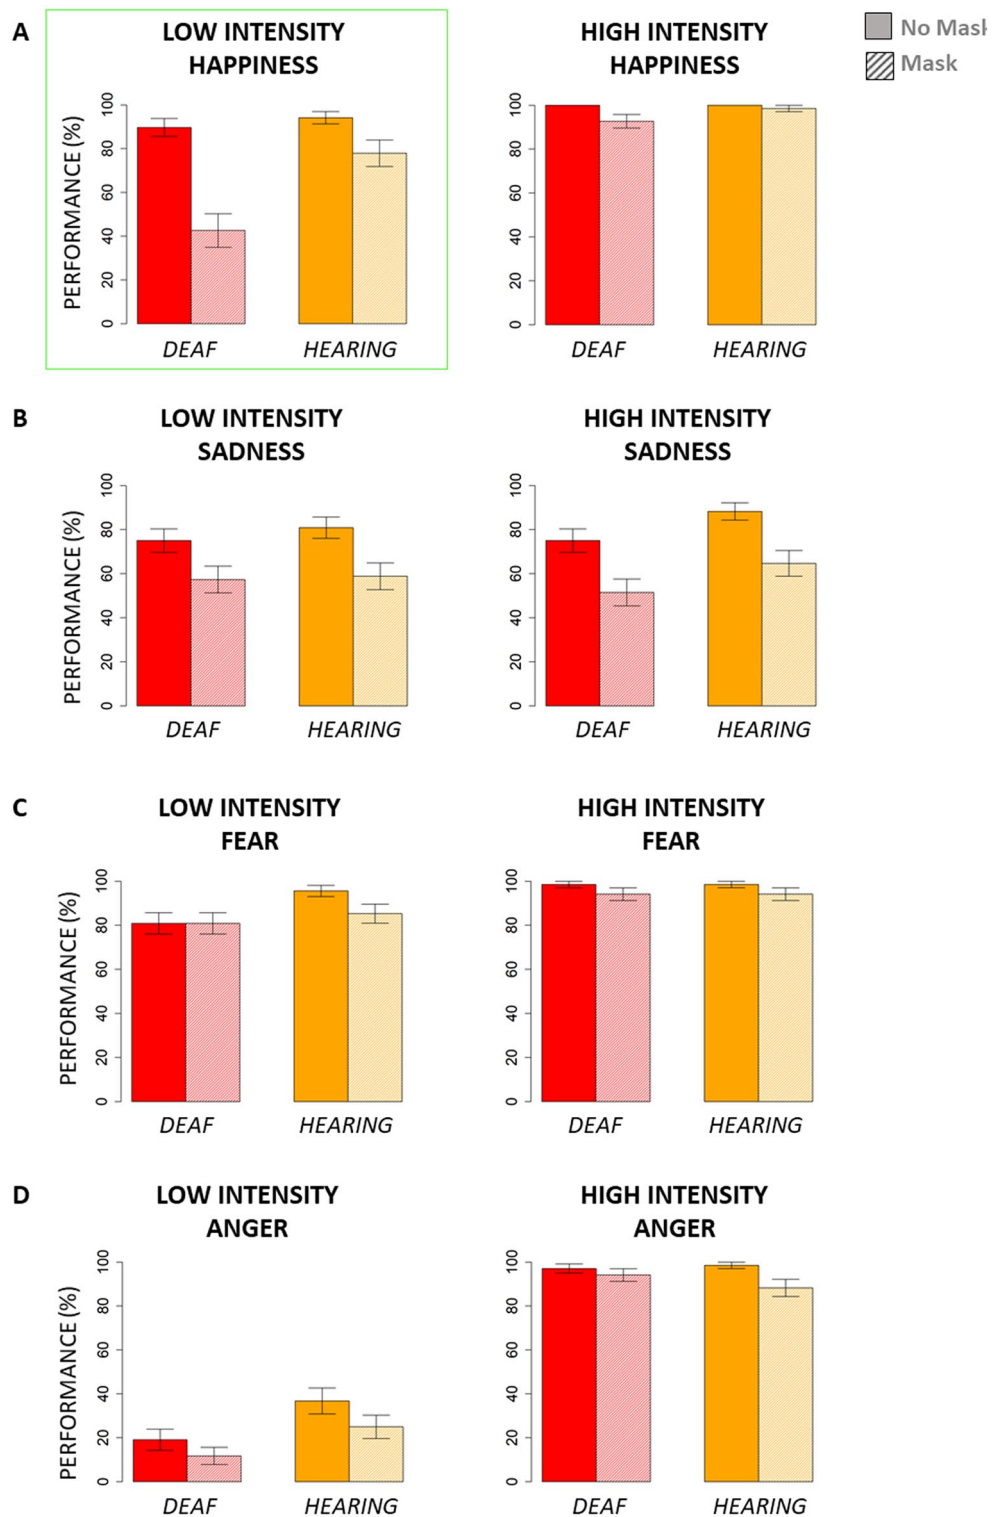 A
LOW INTENSITY
HAPPINESS
HIGH INTENSITY
HAPPINESS
No Mask
Mask
PERFORMANCE (%)
100
80
60
40
20
0
DEAF
HEARING
100
80
60
40
20
0
DEAF
HEARING
B
LOW INTENSITY
SADNESS
HIGH INTENSITY
SADNESS
PERFORMANCE (%)
100
80
60
40
20
0
DEAF
HEARING
100
80
60
40
20
0
DEAF
HEARING
C
LOW INTENSITY
FEAR
HIGH INTENSITY
FEAR
PERFORMANCE (%)
100
80
60
40
20
0
DEAF
HEARING
100
80
60
40
20
0
DEAF
HEARING
D
LOW INTENSITY
ANGER
HIGH INTENSITY
ANGER
PERFORMANCE (%)
100
80
60
40
20
0
DEAF
HEARING
100
80
60
40
20
0
DEAF
HEARING